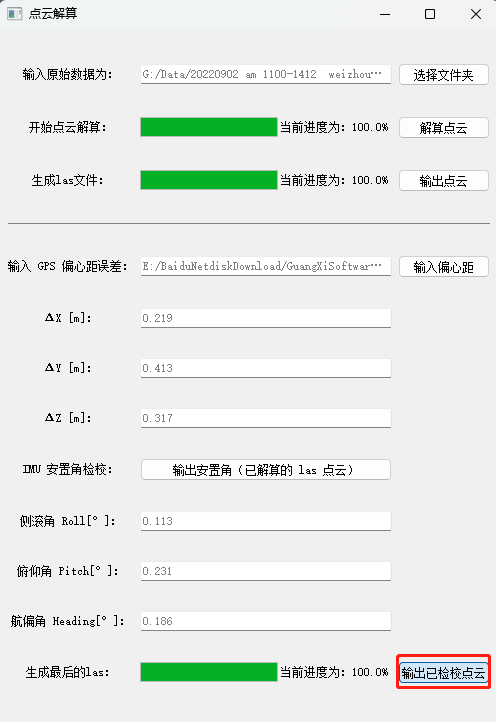 点云解算
输入原始数据为： G:/Data/20220902 am 1100-1412 weizhou… 选择文件夹
开始点云解算： 当前进度为：100.0% 解算点云
生成las文件： 当前进度为：100.0% 输出点云
输入 GPS 偏心距误差： E:/BaiduNetdiskDownload/GuangXiSoftwar… 输入偏心距
ΔX [m]： 0.219
ΔY [m]： 0.413
ΔZ [m]： 0.317
IMU 安置角检校： 输出安置角（已解算的 las 点云）
侧滚角 Roll[°]： 0.113
俯仰角 Pitch[°]： 0.231
航偏角 Heading[°]： 0.186
生成最后的las： 当前进度为：100.0% 输出已检校点云